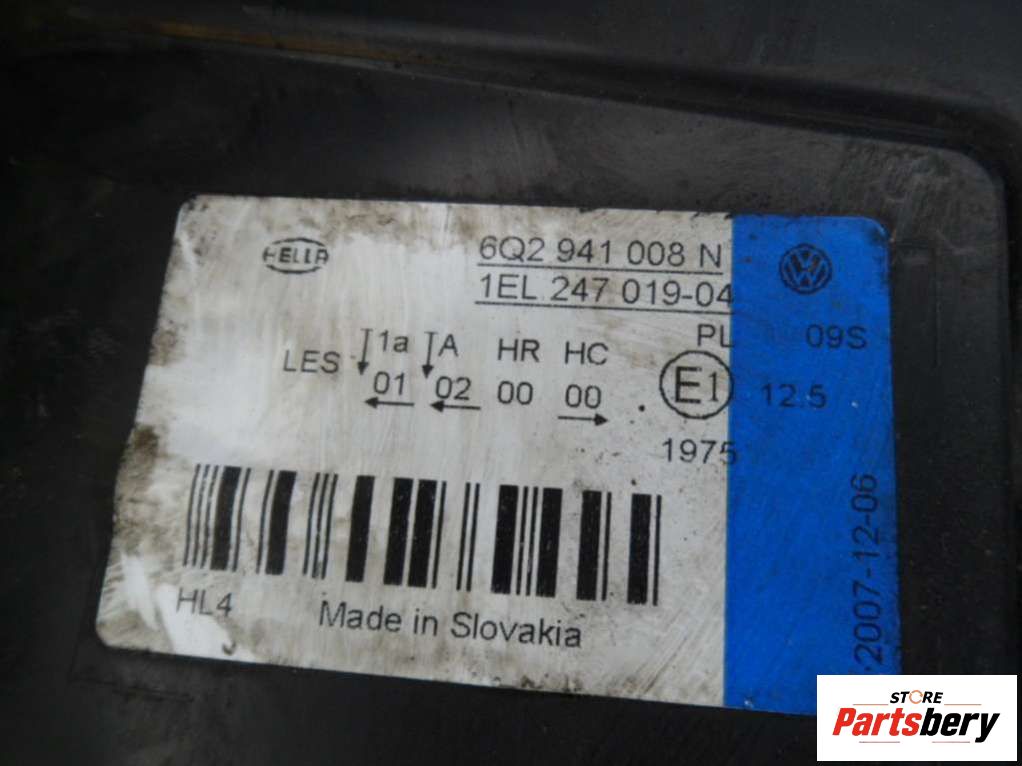 HELLA
6Q2 941 008 N
1EL 247 019-04
PL 09S
LES 1a A HR HC
01 02 00 00
E1 12.5
1975
2007-12-06
HL4
Made in Slovakia
STORE
Partsbery